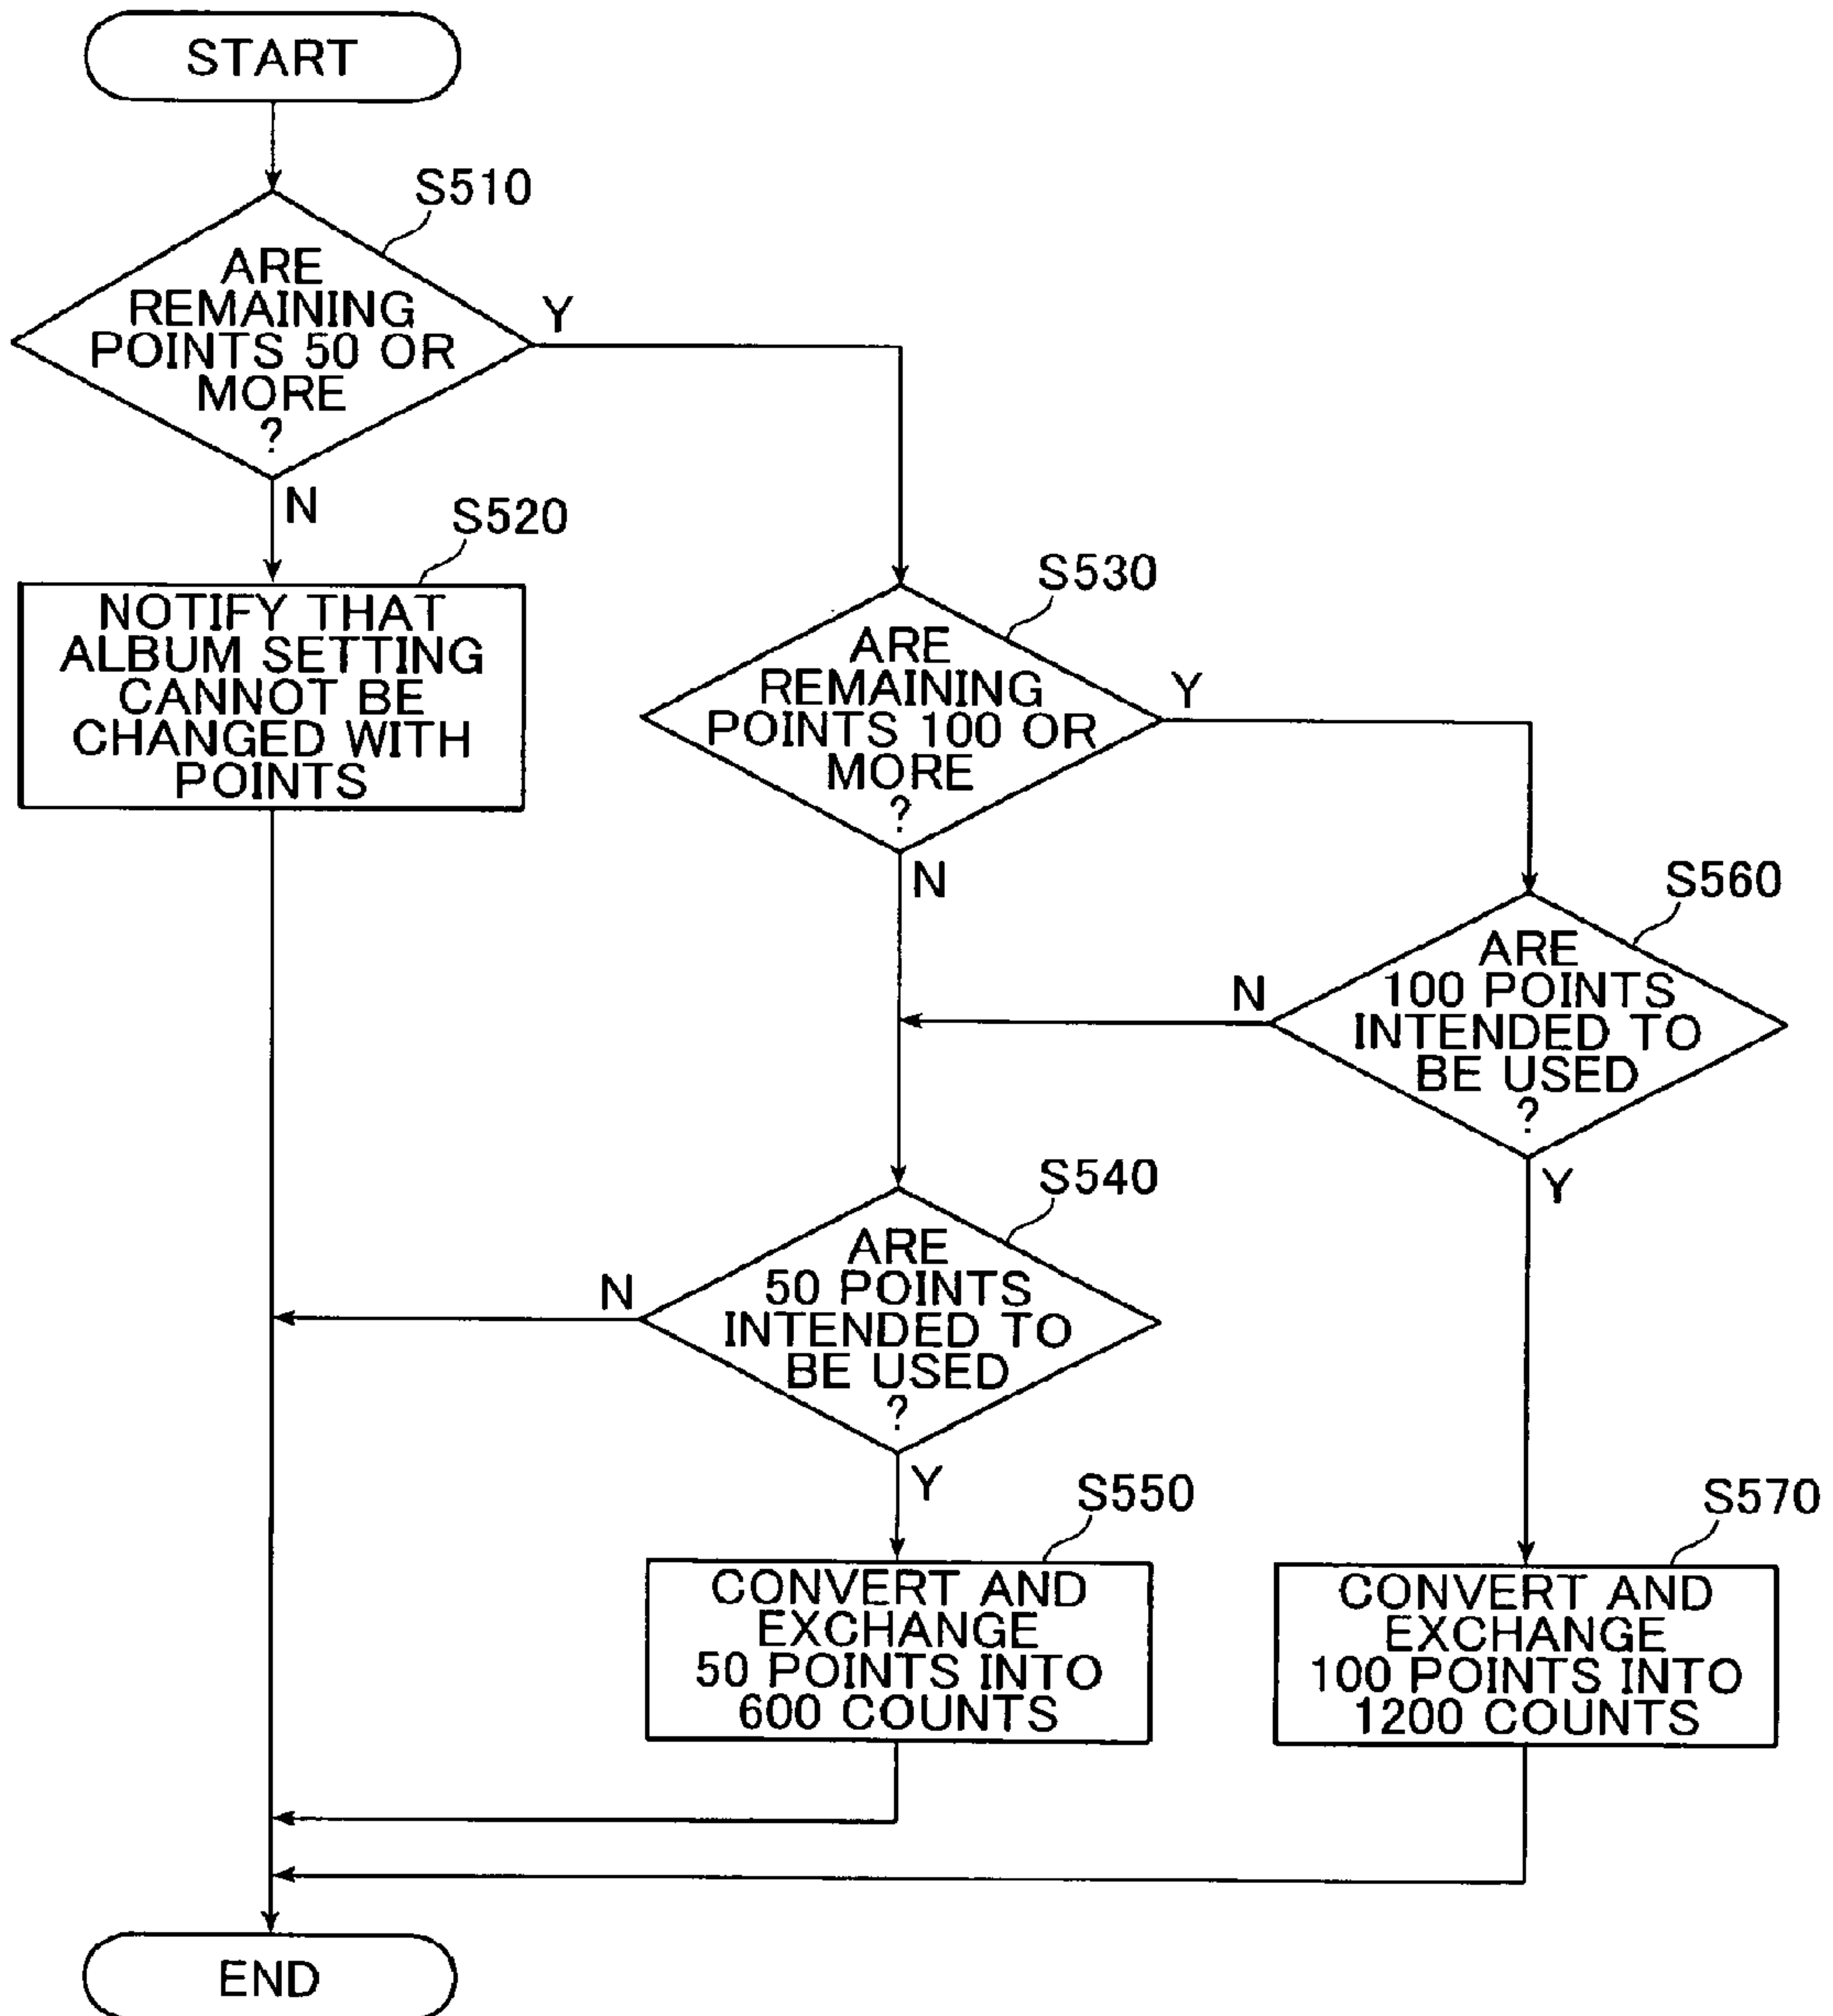 START
S510
ARE
REMAINING
POINTS 50 OR
MORE
?
Y
N
S520
NOTIFY THAT
ALBUM SETTING
CANNOT BE
CHANGED WITH
POINTS
S530
ARE
REMAINING
POINTS 100 OR
MORE
?
Y
N
S560
ARE
100 POINTS
INTENDED TO
BE USED
?
N
Y
S540
ARE
50 POINTS
INTENDED TO
BE USED
?
N
Y
S550
CONVERT AND
EXCHANGE
50 POINTS INTO
600 COUNTS
S570
CONVERT AND
EXCHANGE
100 POINTS INTO
1200 COUNTS
END